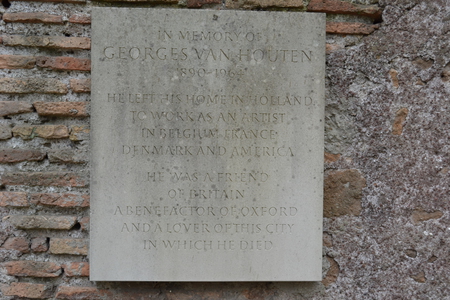 IN MEMORY OF
GEORGES VAN HOUTEN
HE LEFT HIS HOME IN HOLLAND
TO WORK AS AN ARTIST
IN BELGIUM, FRANCE
DENMARK AND AMERICA
HE WAS A FRIEND
OF BRITAIN
A BENEFACTOR OF OXFORD
AND A LOVER OF THIS CITY
IN WHICH HE DIED